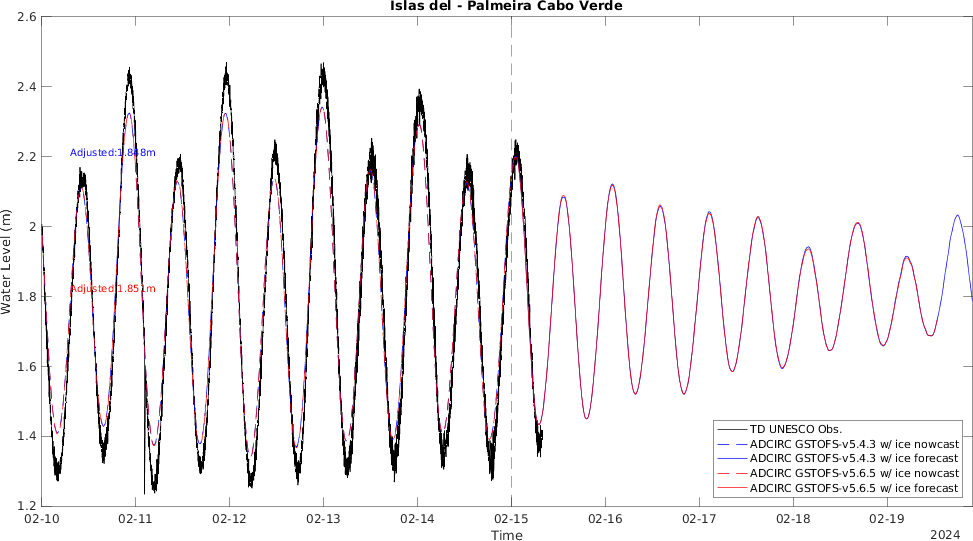 Islas del - Palmeira Cabo Verde
2.6
2.4
2.2
2
1.8
1.6
1.4
1.2
Water Level (m)
Adjusted:1.848m
Adjusted:1.851m
TD UNESCO Obs.
ADCIRC GSTOFS-v5.4.3 w/ ice nowcast
ADCIRC GSTOFS-v5.4.3 w/ ice forecast
ADCIRC GSTOFS-v5.6.5 w/ ice nowcast
ADCIRC GSTOFS-v5.6.5 w/ ice forecast
02-10 02-11 02-12 02-13 02-14 02-15 02-16 02-17 02-18 02-19
Time
2024